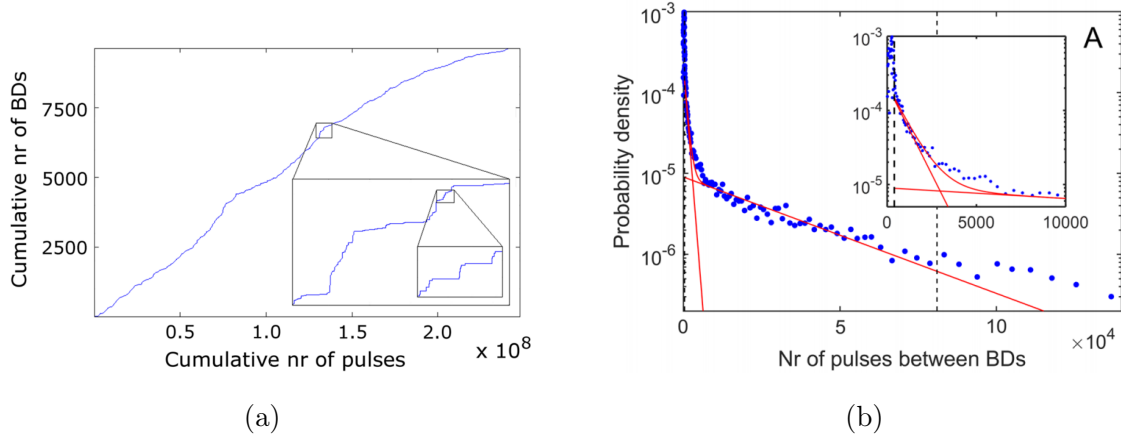 Cumulative nr of BDs
7500
5000
2500
0.5
1.0
1.5
2.0
x 10^8
Cumulative nr of pulses
(a)
Probability density
10^-3
10^-4
10^-5
10^-6
A
10^-3
10^-4
10^-5
0
5000
10000
0
5
10
×10^4
Nr of pulses between BDs
(b)